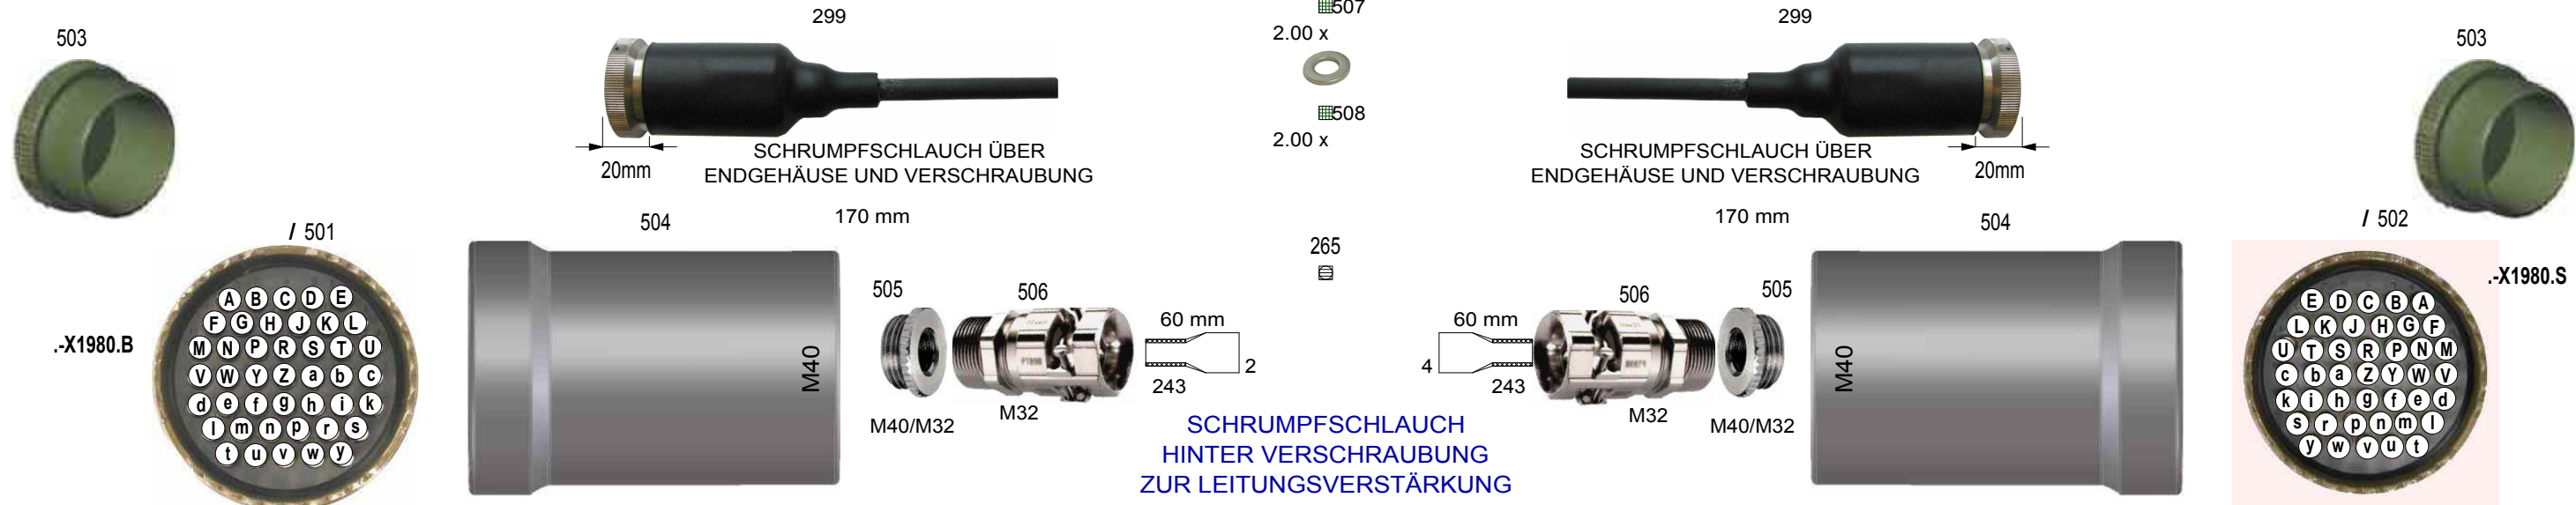 507
299
299
503
2.00 x
503
508
2.00 x
SCHRUMPFSCHLAUCH ÜBER
ENDGEHÄUSE UND VERSCHRAUBUNG
20mm
SCHRUMPFSCHLAUCH ÜBER
ENDGEHÄUSE UND VERSCHRAUBUNG
20mm
/ 501
504
170 mm
265
170 mm
504
/ 502
.-X1980.B
A B C D E
F G H J K L
M N P R S T U
V W Y Z a b c
d e f g h i k
l m n p r s
t u v w y
M40
505
M40/M32
506
M32
60 mm
2
243
60 mm
4
243
506
M32
505
M40/M32
M40
.-X1980.S
E D C B A
L K J H G F
U T S R P N M
c b a Z Y W V
k i h g f e d
s r p n m l
y w v u t
SCHRUMPFSCHLAUCH
HINTER VERSCHRAUBUNG
ZUR LEITUNGSVERSTÄRKUNG